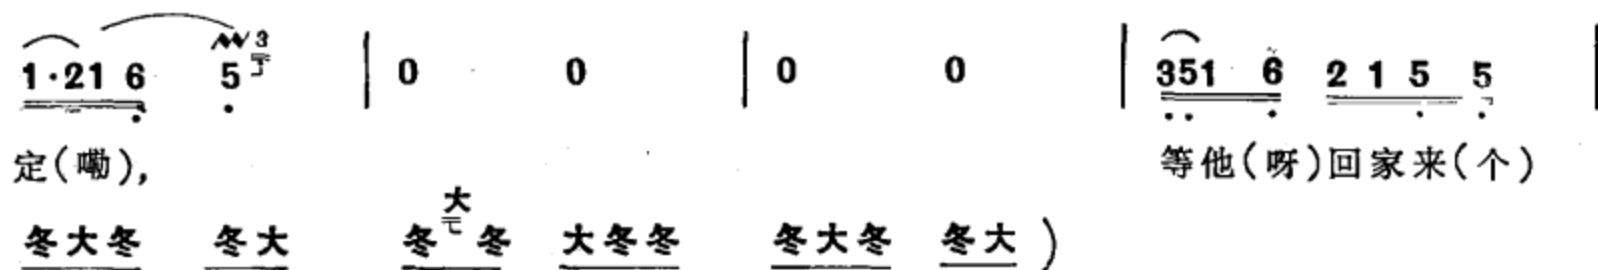 1·21 6 5 3 | 0 0 | 0 0 | 351 6 2 1 5 5 |
定(嘞), 等他(呀)回家来(个)
冬大冬 冬大 冬大冬 大冬冬 冬大冬 冬大)